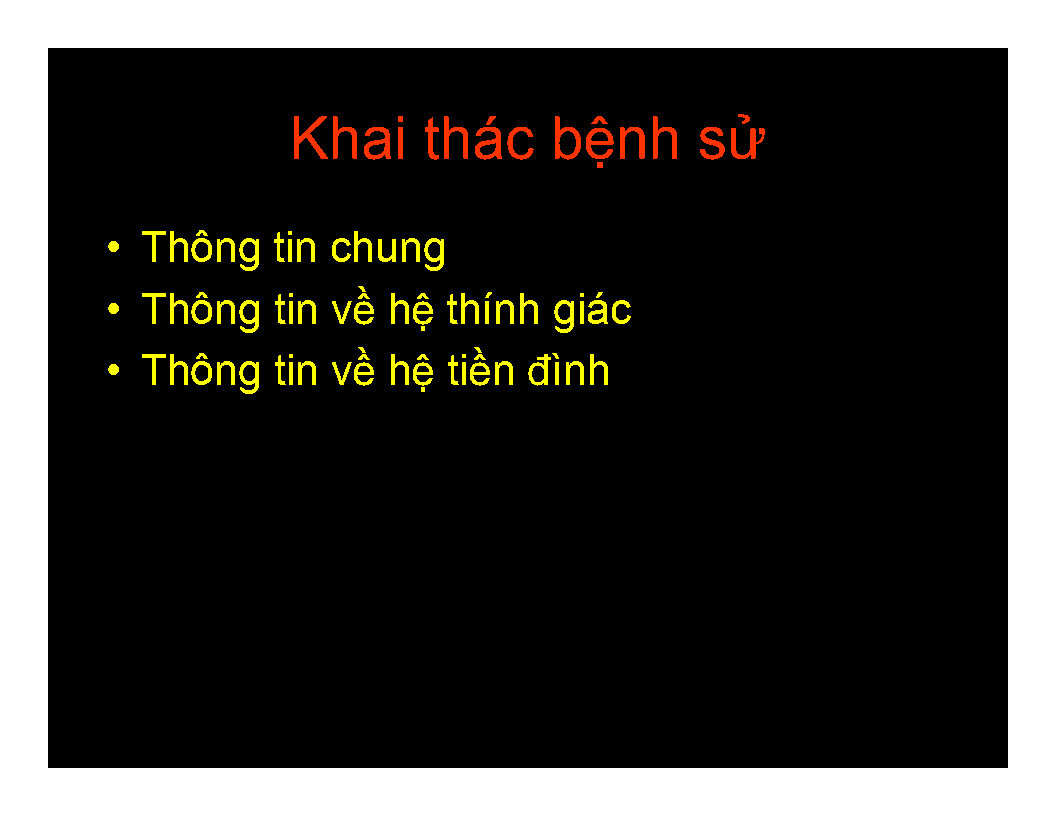 Khai thác bệnh sử
• Thông tin chung
• Thông tin về hệ thính giác
• Thông tin về hệ tiền đình